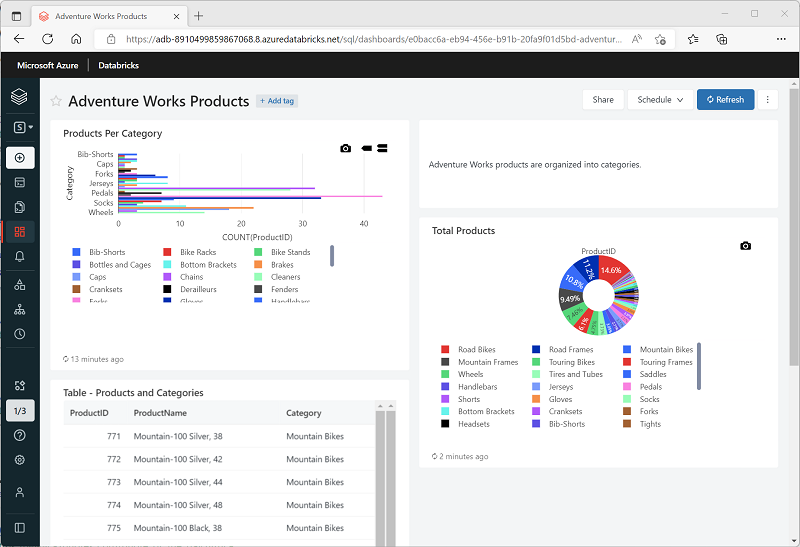 Adventure Works Products
https://adb-8910499859867068.8.azuredatabricks.net/sql/dashboards/e0bacc6a-eb94-456e-b91b-20fa9f01d5bd-adventur...
Microsoft Azure
Databricks
Adventure Works Products
+ Add tag
Share
Schedule
Refresh
S
1/3
Products Per Category
Category
Bib-Shorts
Caps
Forks
Jerseys
Pedals
Socks
Wheels
0 10 20 30 40
COUNT(ProductID)
Bib-Shorts Bike Racks Bike Stands
Bottles and Cages Bottom Brackets Brakes
Caps Chains Cleaners
Cranksets Derailleurs Fenders
Forks Gloves Handlebars
13 minutes ago
Adventure Works products are organized into categories.
Total Products
ProductID
14.6%
11.2%
10.8%
9.49%
7.46%
6.1%
Road Bikes Road Frames Mountain Bikes
Mountain Frames Touring Bikes Touring Frames
Wheels Tires and Tubes Saddles
Handlebars Jerseys Pedals
Shorts Gloves Socks
Bottom Brackets Cranksets Forks
Headsets Bib-Shorts Tights
2 minutes ago
Table - Products and Categories
ProductID ProductName Category
771 Mountain-100 Silver, 38 Mountain Bikes
772 Mountain-100 Silver, 42 Mountain Bikes
773 Mountain-100 Silver, 44 Mountain Bikes
774 Mountain-100 Silver, 48 Mountain Bikes
775 Mountain-100 Black, 38 Mountain Bikes